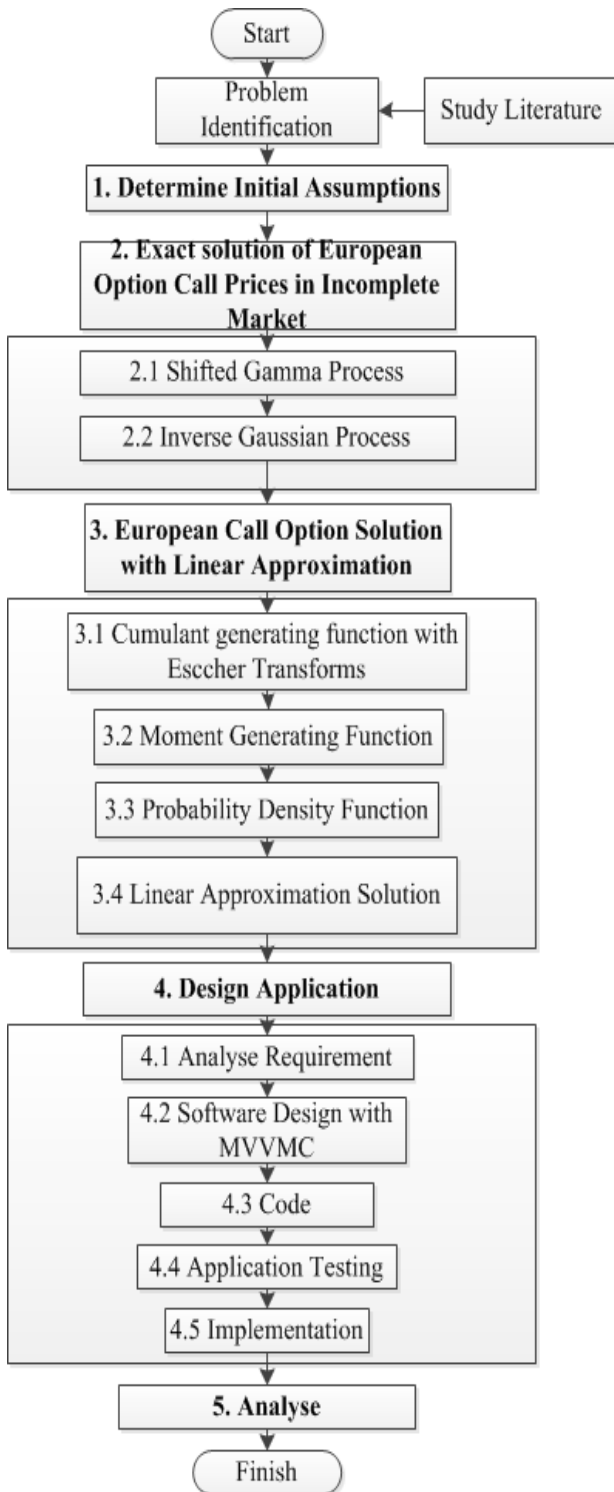 Start
Problem
Identification
Study Literature
1. Determine Initial Assumptions
2. Exact solution of European
Option Call Prices in Incomplete
Market
2.1 Shifted Gamma Process
2.2 Inverse Gaussian Process
3. European Call Option Solution
with Linear Approximation
3.1 Cumulant generating function with
Esccher Transforms
3.2 Moment Generating Function
3.3 Probability Density Function
3.4 Linear Approximation Solution
4. Design Application
4.1 Analyse Requirement
4.2 Software Design with
MVVMC
4.3 Code
4.4 Application Testing
4.5 Implementation
5. Analyse
Finish